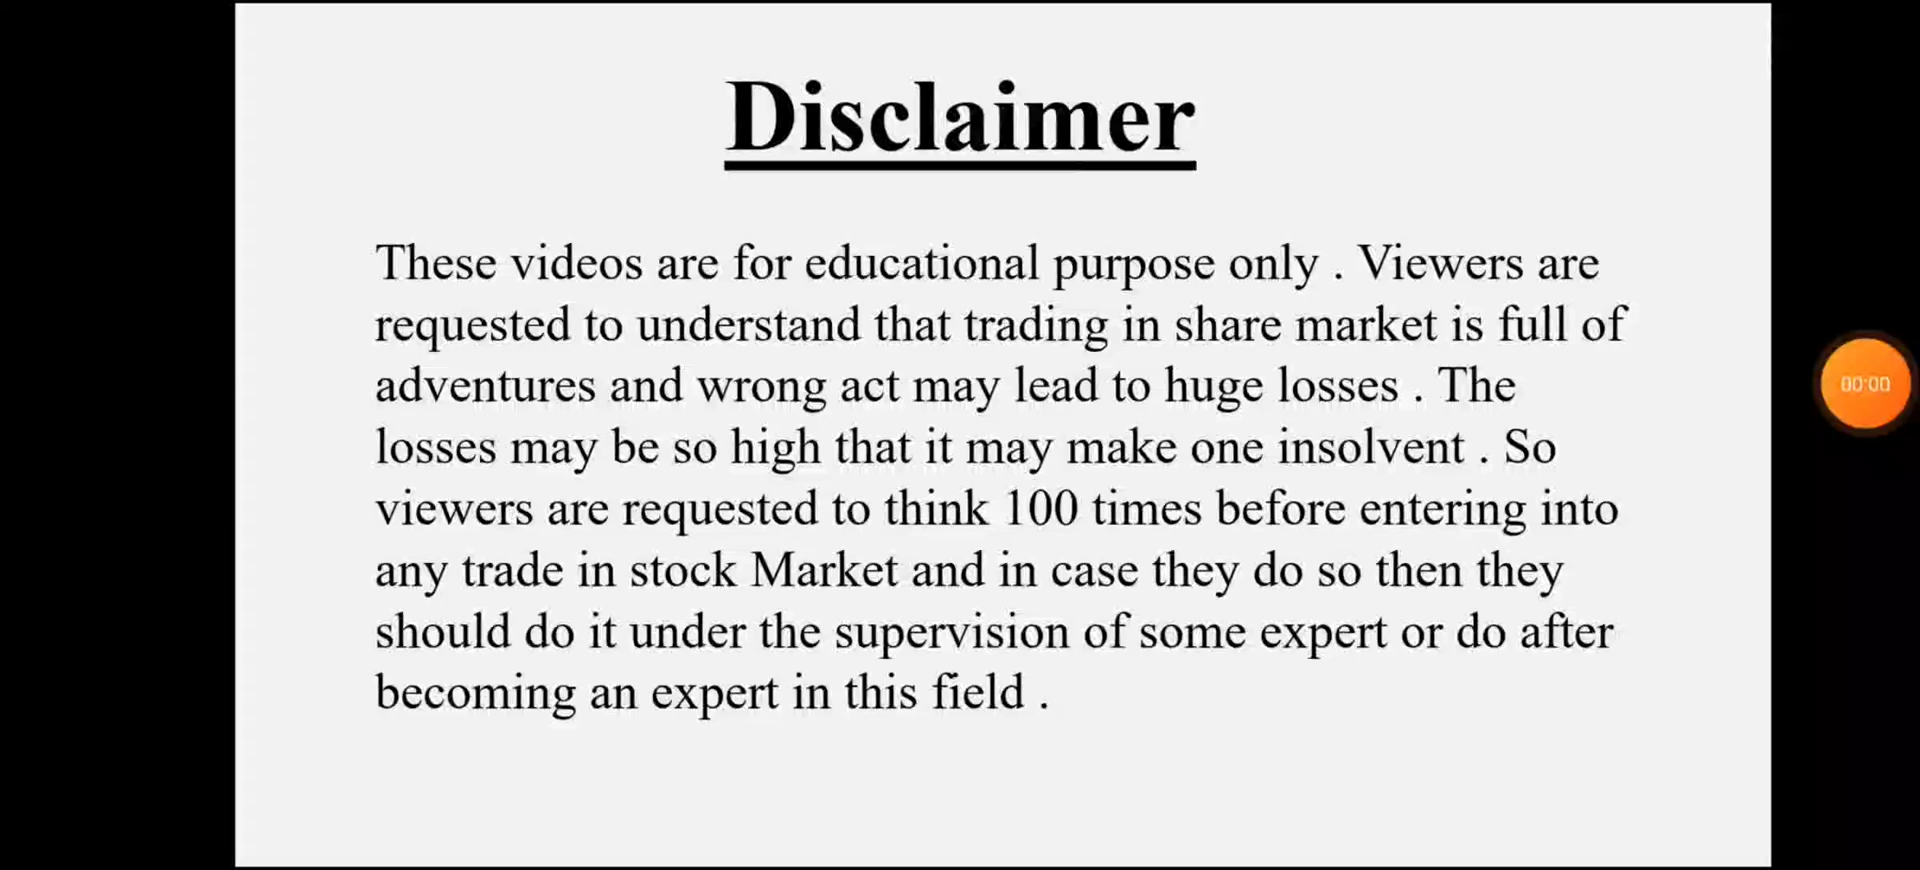 Disclaimer
These videos are for educational purpose only . Viewers are
requested to understand that trading in share market is full of
adventures and wrong act may lead to huge losses . The
losses may be so high that it may make one insolvent . So
viewers are requested to think 100 times before entering into
any trade in stock Market and in case they do so then they
should do it under the supervision of some expert or do after
becoming an expert in this field .
00:00